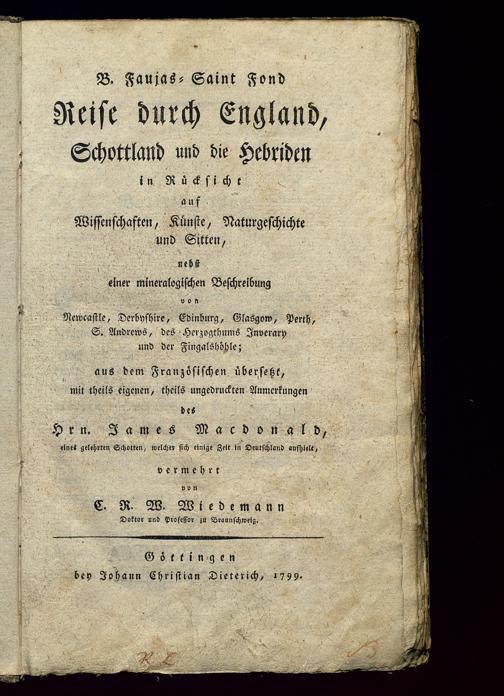 B. Faujas-Saint Fond
Reise durch England,
Schottland und die Hebriden
in Rücksicht
auf
Wissenschaften, Künste, Naturgeschichte
und Sitten,
nebst
einer mineralogischen Beschreibung
von
Newcastle, Derbyshire, Edinburg, Glasgow, Perth,
S. Andrews, des Herzogthums Inverary
und der Fingalshöhle;
aus dem Französischen übersetzt,
mit theils eigenen, theils ungedruckten Anmerkungen
des
Hrn. James Macdonald,
eines gelehrten Schotten, welcher sich einige Zeit in Deutschland aufhielt,
vermehrt
von
C. R. W. Wiedemann
Doktor und Professor zu Braunschweig.
Göttingen
bey Johann Christian Dieterich, 1799.